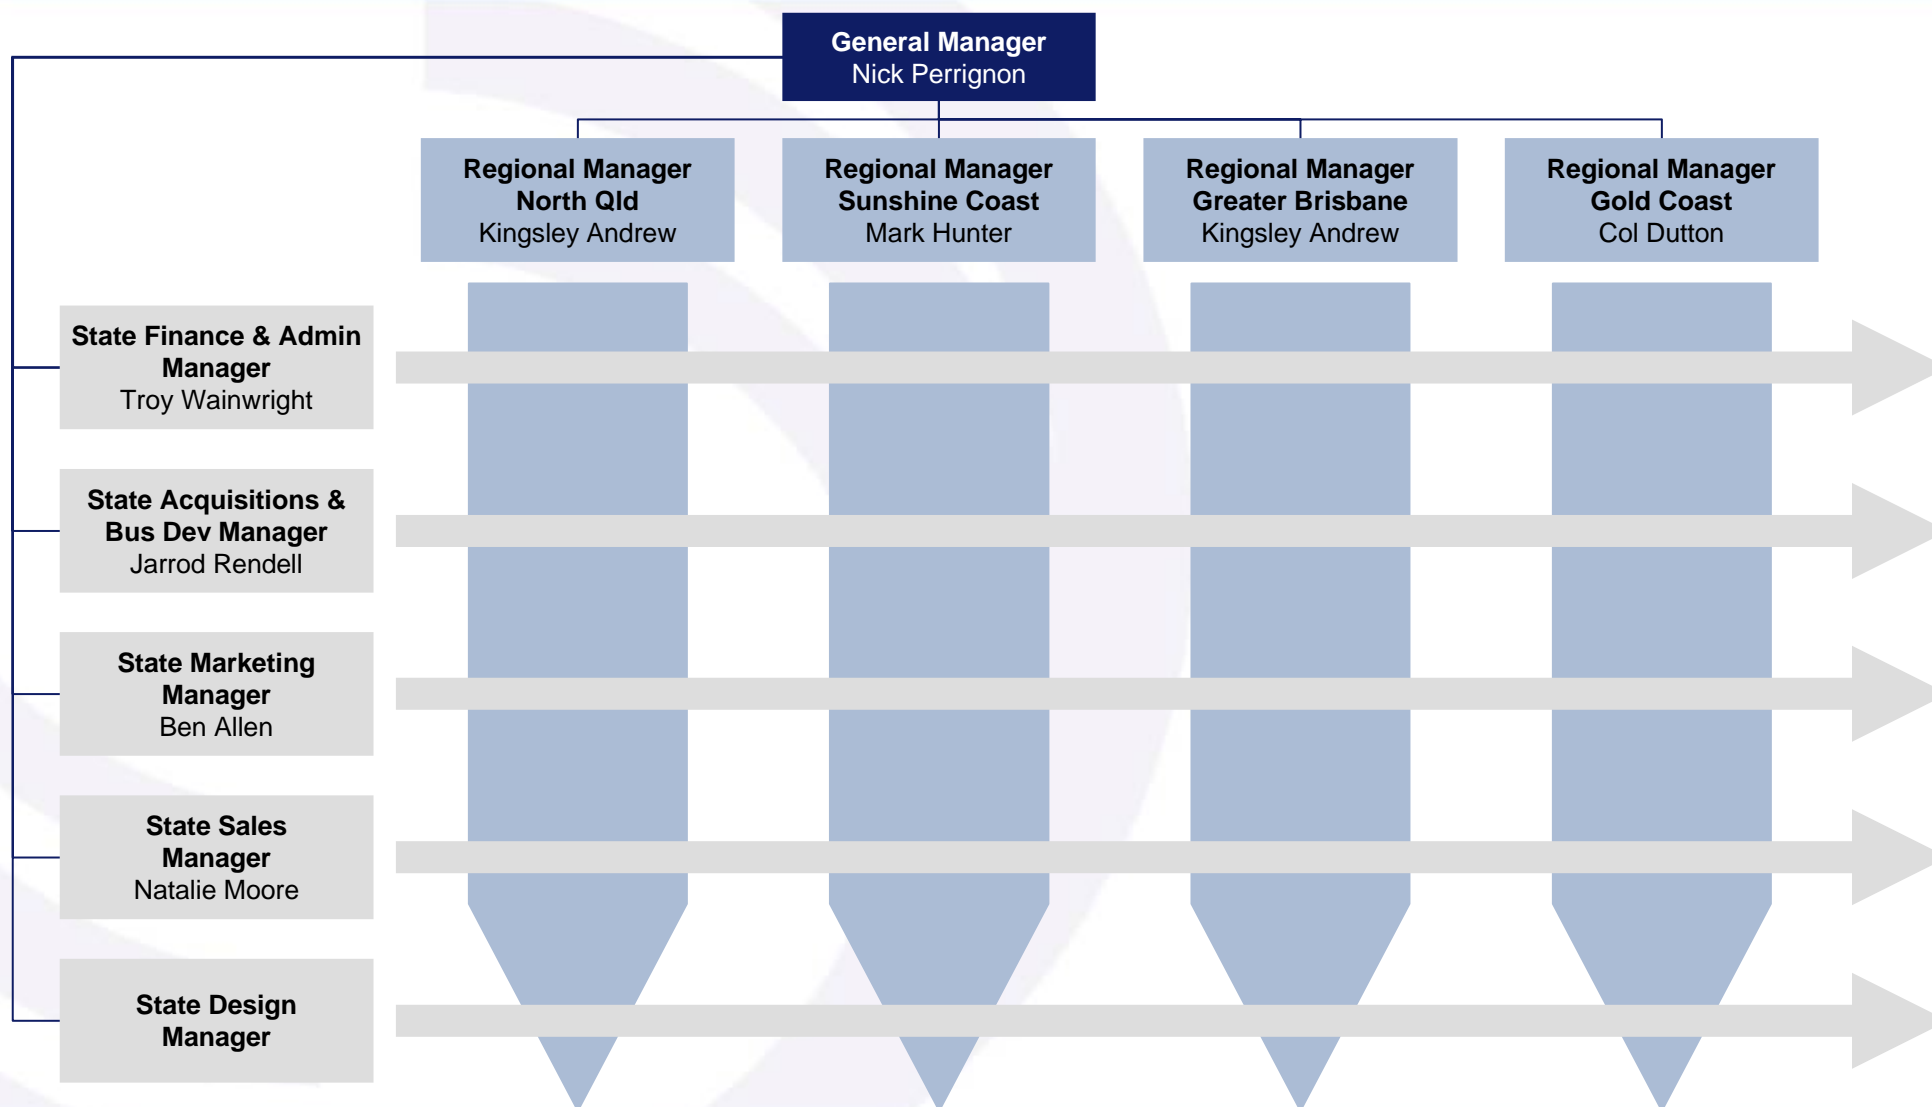 General Manager
Nick Perrignon
Regional Manager
North Qld
Kingsley Andrew
Regional Manager
Sunshine Coast
Mark Hunter
Regional Manager
Greater Brisbane
Kingsley Andrew
Regional Manager
Gold Coast
Col Dutton
State Finance & Admin
Manager
Troy Wainwright
State Acquisitions &
Bus Dev Manager
Jarrod Rendell
State Marketing
Manager
Ben Allen
State Sales
Manager
Natalie Moore
State Design
Manager